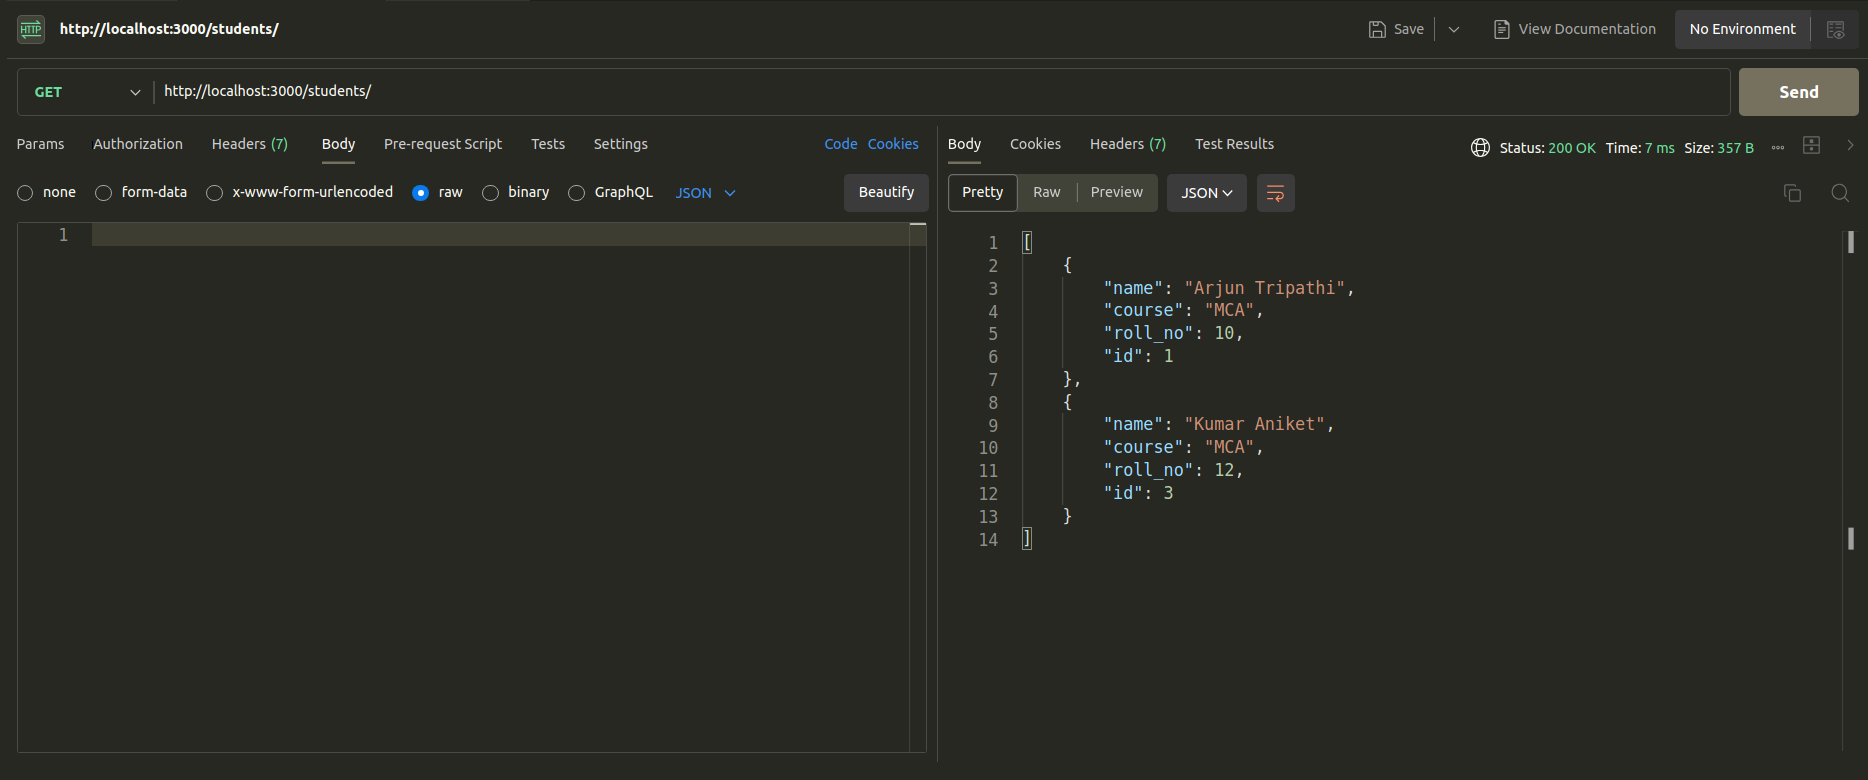 HTTP http://localhost:3000/students/ Save View Documentation No Environment
GET http://localhost:3000/students/ Send
Params Authorization Headers (7) Body Pre-request Script Tests Settings Code Cookies
none form-data x-www-form-urlencoded raw binary GraphQL JSON Beautify
1
Body Cookies Headers (7) Test Results Status: 200 OK Time: 7 ms Size: 357 B
Pretty Raw Preview JSON
1 [
2 {
3 "name": "Arjun Tripathi",
4 "course": "MCA",
5 "roll_no": 10,
6 "id": 1
7 },
8 {
9 "name": "Kumar Aniket",
10 "course": "MCA",
11 "roll_no": 12,
12 "id": 3
13 }
14 ]